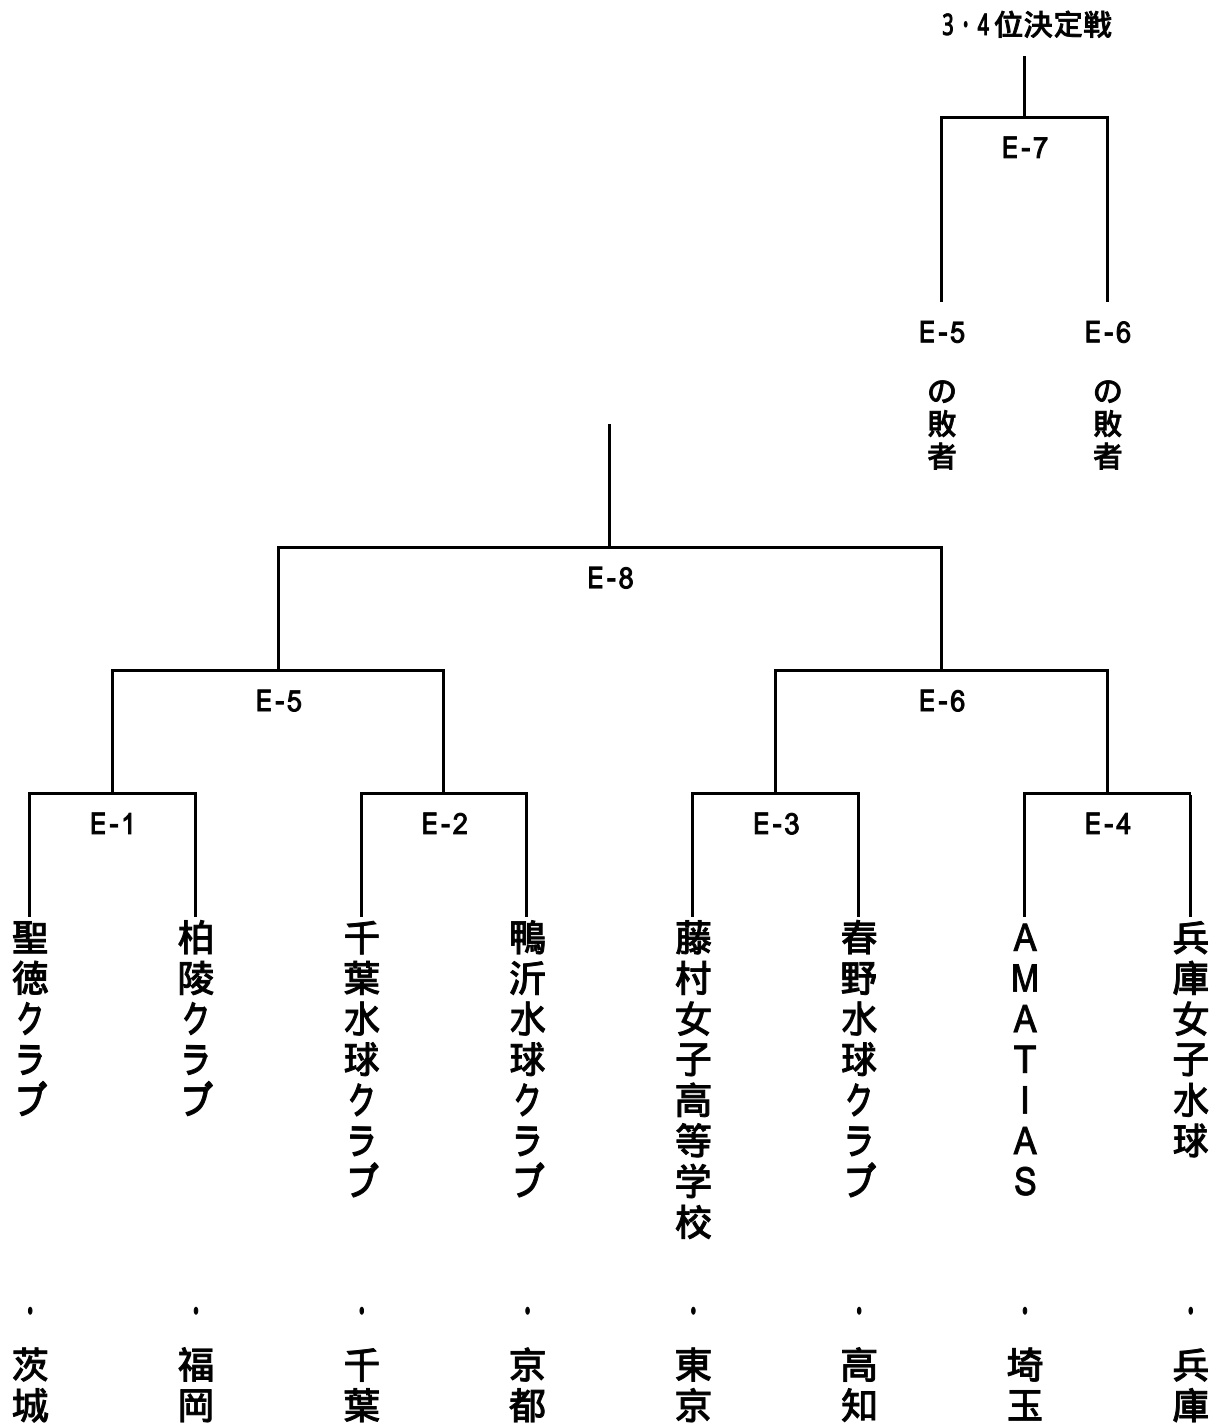 3・4位決定戦
E-7
E-5の敗者
E-6の敗者
E-8
E-5
E-6
E-1
E-2
E-3
E-4
聖徳クラブ・茨城
柏陵クラブ・福岡
千葉水球クラブ・千葉
鴨沂水球クラブ・京都
藤村女子高等学校・東京
春野水球クラブ・高知
AMATIAS・埼玉
兵庫女子水球・兵庫